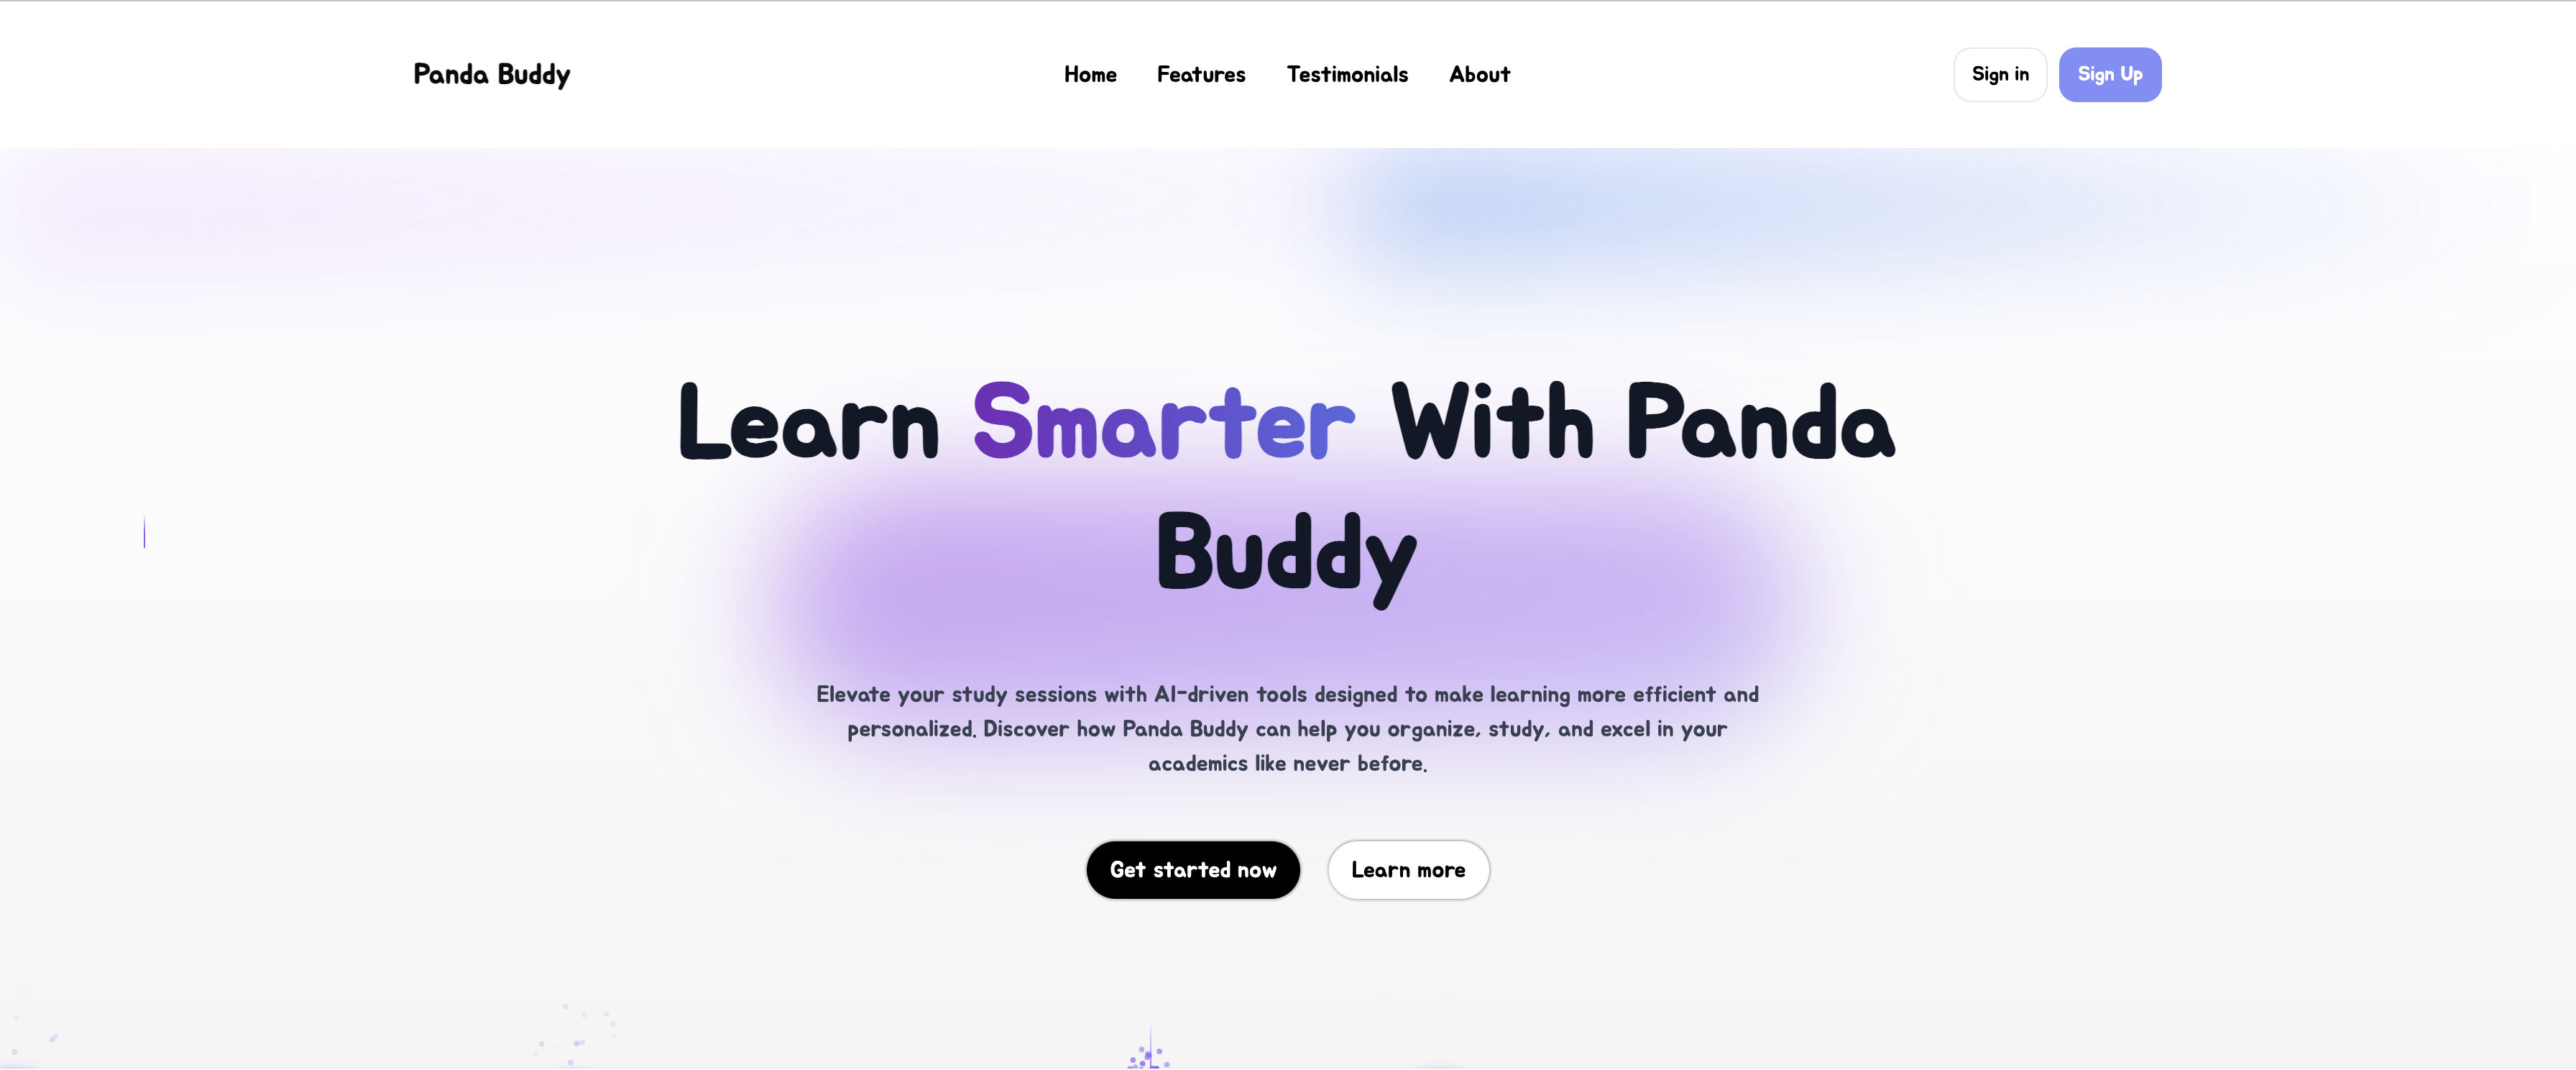 Panda Buddy
Home Features Testimonials About
Sign in Sign Up
Learn Smarter With Panda
Buddy
Elevate your study sessions with AI-driven tools designed to make learning more efficient and
personalized. Discover how Panda Buddy can help you organize, study, and excel in your
academics like never before.
Get started now Learn more